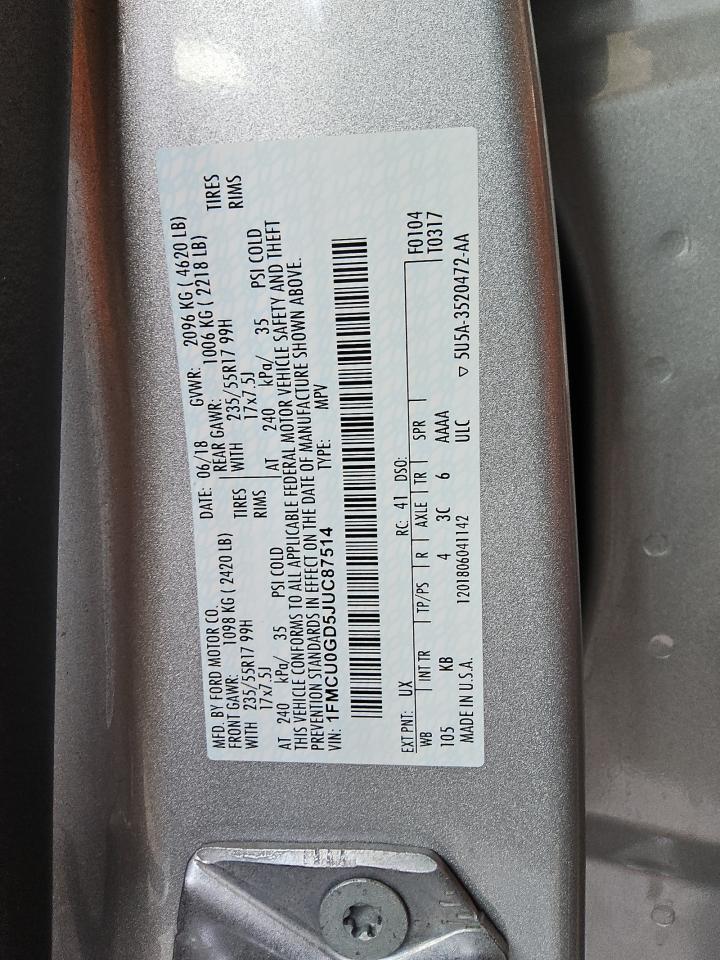 MFD. BY FORD MOTOR CO.
DATE: 06/18 GVWR: 2096 KG ( 4620 LB)
FRONT GAWR: 1098 KG ( 2420 LB) REAR GAWR: 1006 KG ( 2218 LB)
WITH 235/55R17 99H TIRES WITH 235/55R17 99H TIRES
17x7.5J RIMS 17x7.5J RIMS
AT 240 kPa/ 35 PSI COLD AT 240 kPa/ 35 PSI COLD
THIS VEHICLE CONFORMS TO ALL APPLICABLE FEDERAL MOTOR VEHICLE SAFETY AND THEFT
PREVENTION STANDARDS IN EFFECT ON THE DATE OF MANUFACTURE SHOWN ABOVE.
VIN: 1FMCU0GD5JUC87514 TYPE: MPV
EXT PNT: UX RC: 41 DSO: F0104
WB INT TR TP/PS R AXLE TR SPR T0317
105 KB 4 3C 6 AAAA
MADE IN U.S.A. 1201806041142 ULC ▽ 5U5A-3520472-AA